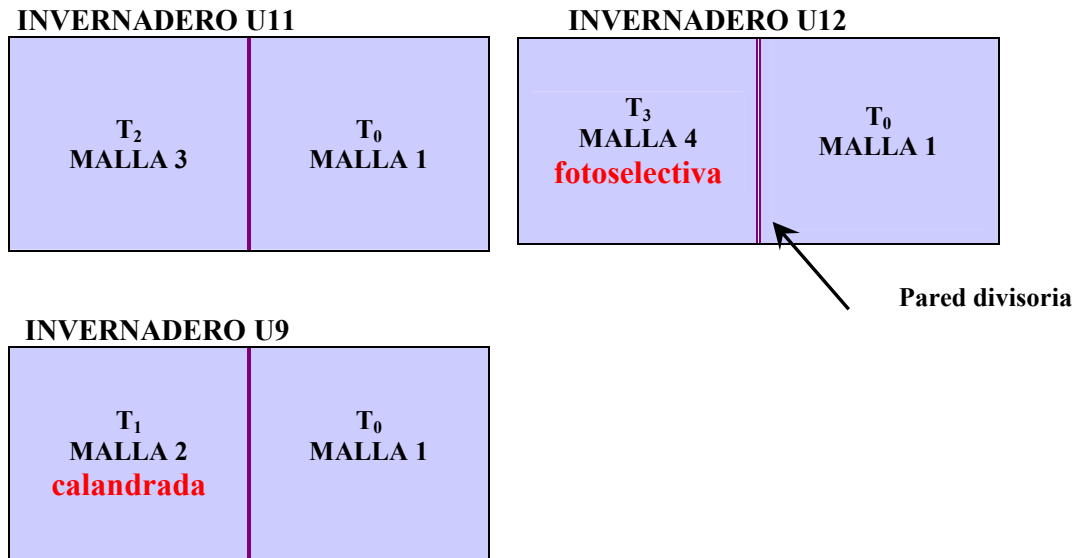 INVERNADERO U11
T₂
MALLA 3
T₀
MALLA 1
INVERNADERO U12
T₃
MALLA 4
fotoselectiva
T₀
MALLA 1
Pared divisoria
INVERNADERO U9
T₁
MALLA 2
calandrada
T₀
MALLA 1